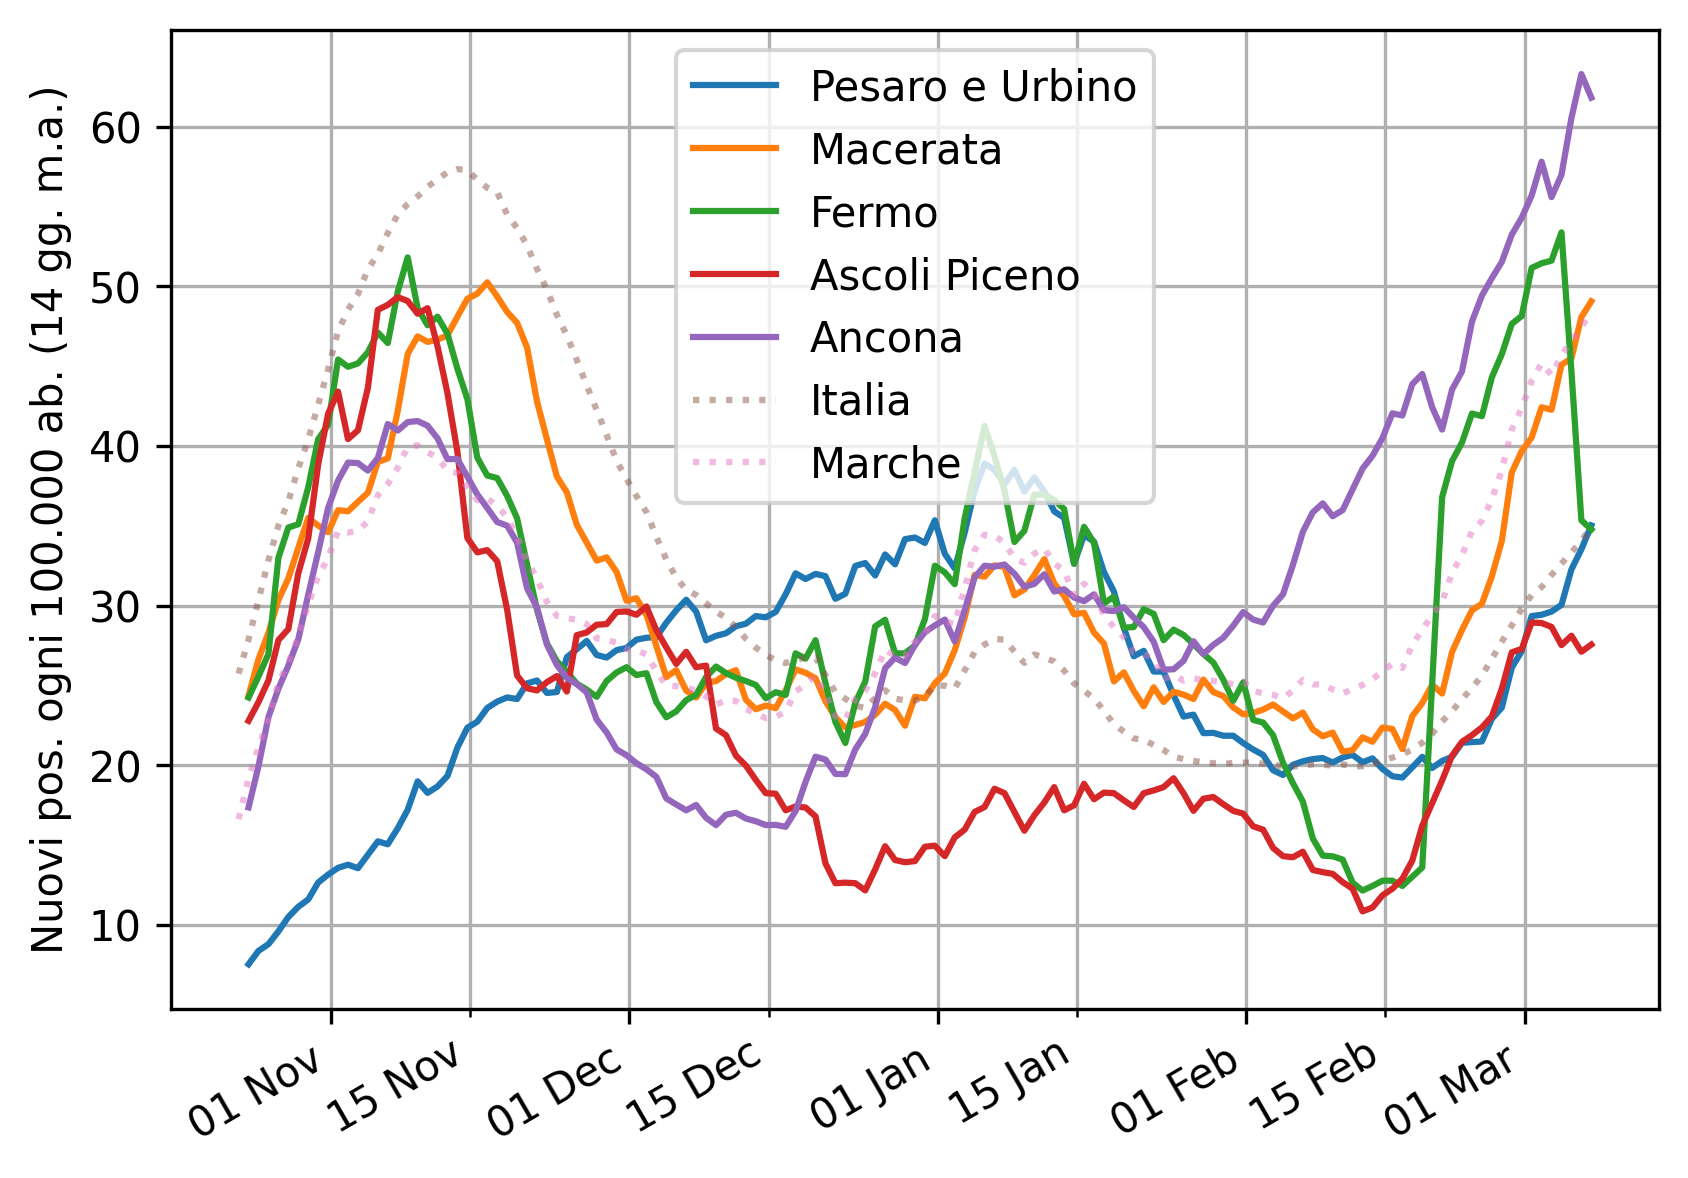 Nuovi pos. ogni 100.000 ab. (14 gg. m.a.)
60
50
40
30
20
10
Pesaro e Urbino
Macerata
Fermo
Ascoli Piceno
Ancona
Italia
Marche
01 Nov
15 Nov
01 Dec
15 Dec
01 Jan
15 Jan
01 Feb
15 Feb
01 Mar